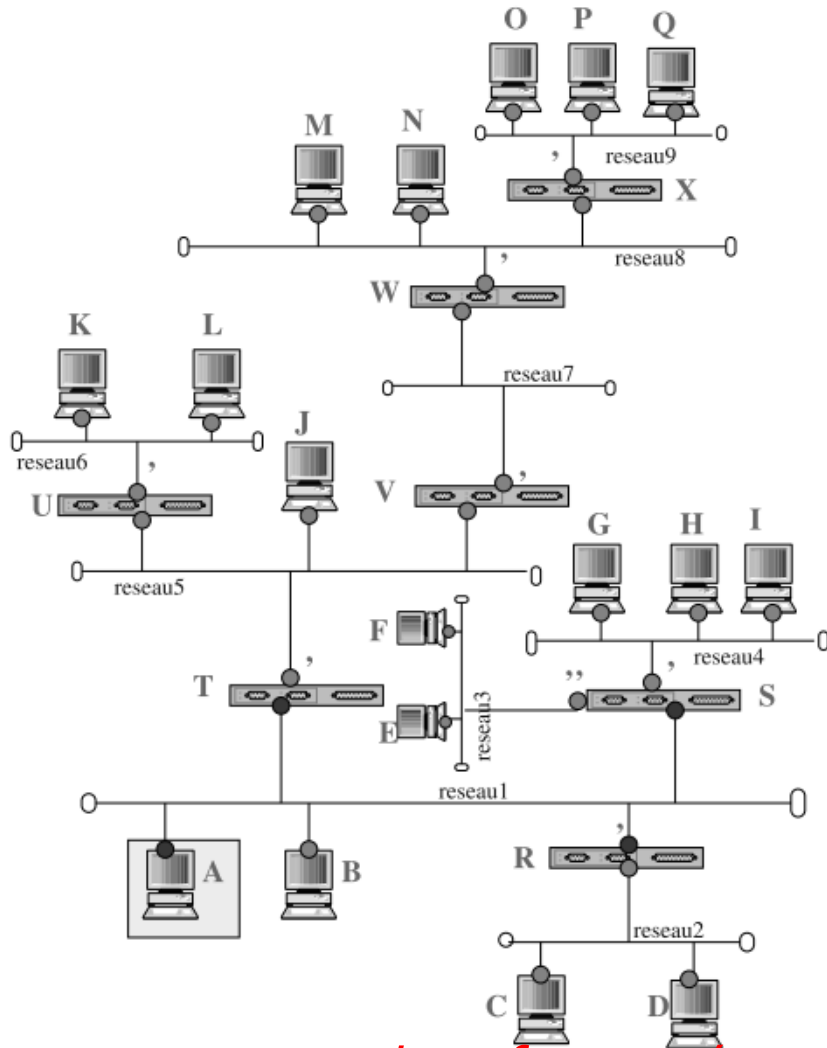 O P Q
M N
,
reseau9
X
,
reseau8
W
K L
reseau7
J
reseau6
,
,
U
V
G H I
reseau5
F
reseau4
,
T
,,
,
S
E
reseau3
reseau1
,
A
B
R
reseau2
C
D